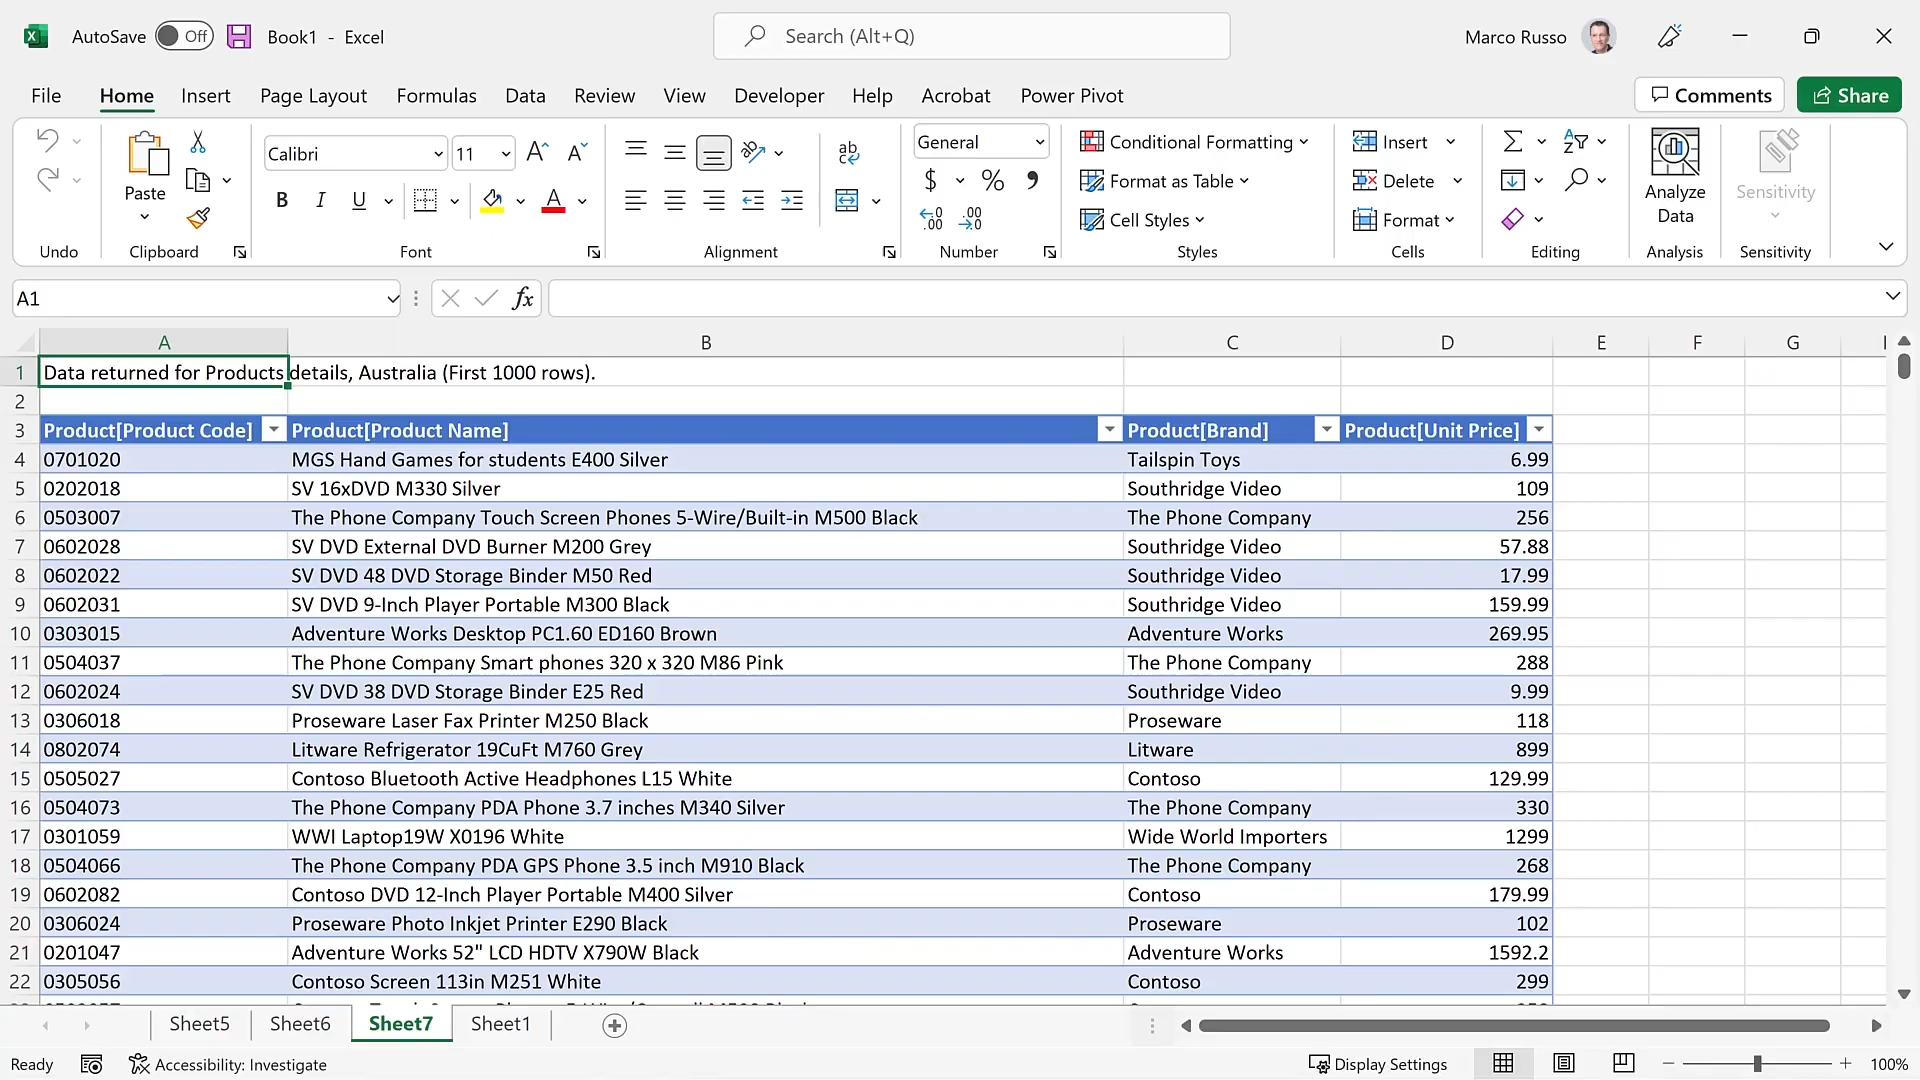 AutoSave Off Book1 - Excel Search (Alt+Q) Marco Russo
File Home Insert Page Layout Formulas Data Review View Developer Help Acrobat Power Pivot Comments Share
Paste Calibri 11 B I U ab c General $ % , .00 .0 Conditional Formatting Format as Table Cell Styles Insert Delete Format Analyze Data Sensitivity
Undo Clipboard Font Alignment Number Styles Cells Editing Analysis Sensitivity
A1 fx
A B C D E F G
1 Data returned for Products details, Australia (First 1000 rows).
2
3 Product[Product Code] Product[Product Name] Product[Brand] Product[Unit Price]
4 0701020 MGS Hand Games for students E400 Silver Tailspin Toys 6.99
5 0202018 SV 16xDVD M330 Silver Southridge Video 109
6 0503007 The Phone Company Touch Screen Phones 5-Wire/Built-in M500 Black The Phone Company 256
7 0602028 SV DVD External DVD Burner M200 Grey Southridge Video 57.88
8 0602022 SV DVD 48 DVD Storage Binder M50 Red Southridge Video 17.99
9 0602031 SV DVD 9-Inch Player Portable M300 Black Southridge Video 159.99
10 0303015 Adventure Works Desktop PC1.60 ED160 Brown Adventure Works 269.95
11 0504037 The Phone Company Smart phones 320 x 320 M86 Pink The Phone Company 288
12 0602024 SV DVD 38 DVD Storage Binder E25 Red Southridge Video 9.99
13 0306018 Proseware Laser Fax Printer M250 Black Proseware 118
14 0802074 Litware Refrigerator 19CuFt M760 Grey Litware 899
15 0505027 Contoso Bluetooth Active Headphones L15 White Contoso 129.99
16 0504073 The Phone Company PDA Phone 3.7 inches M340 Silver The Phone Company 330
17 0301059 WWI Laptop19W X0196 White Wide World Importers 1299
18 0504066 The Phone Company PDA GPS Phone 3.5 inch M910 Black The Phone Company 268
19 0602082 Contoso DVD 12-Inch Player Portable M400 Silver Contoso 179.99
20 0306024 Proseware Photo Inkjet Printer E290 Black Proseware 102
21 0201047 Adventure Works 52" LCD HDTV X790W Black Adventure Works 1592.2
22 0305056 Contoso Screen 113in M251 White Contoso 299
Sheet5 Sheet6 Sheet7 Sheet1
Ready Accessibility: Investigate Display Settings 100%